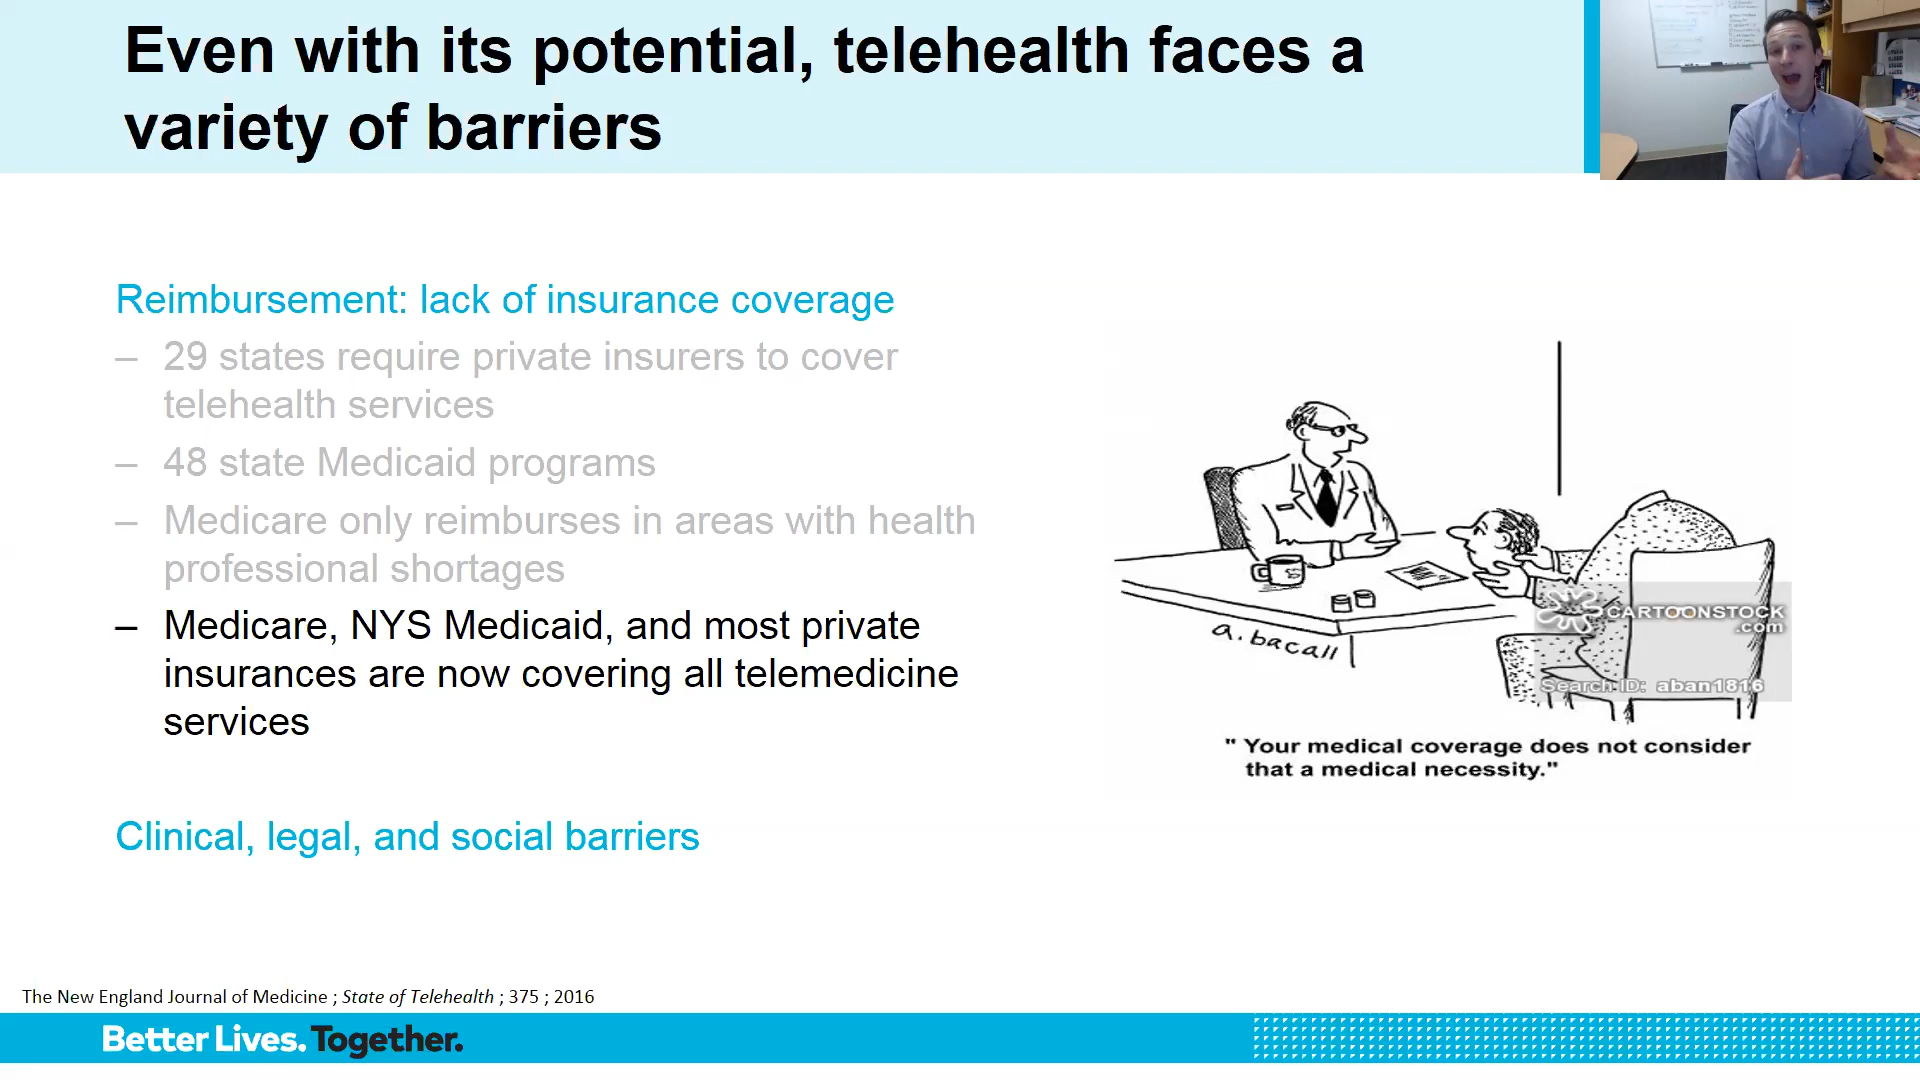 Even with its potential, telehealth faces a
variety of barriers
Reimbursement: lack of insurance coverage
– 29 states require private insurers to cover
telehealth services
– 48 state Medicaid programs
– Medicare only reimburses in areas with health
professional shortages
– Medicare, NYS Medicaid, and most private
insurances are now covering all telemedicine
services
Clinical, legal, and social barriers
a. bacall
CARTOONSTOCK
.com
Search ID: aban1816
" Your medical coverage does not consider
that a medical necessity."
The New England Journal of Medicine ; State of Telehealth ; 375 ; 2016
Better Lives. Together.